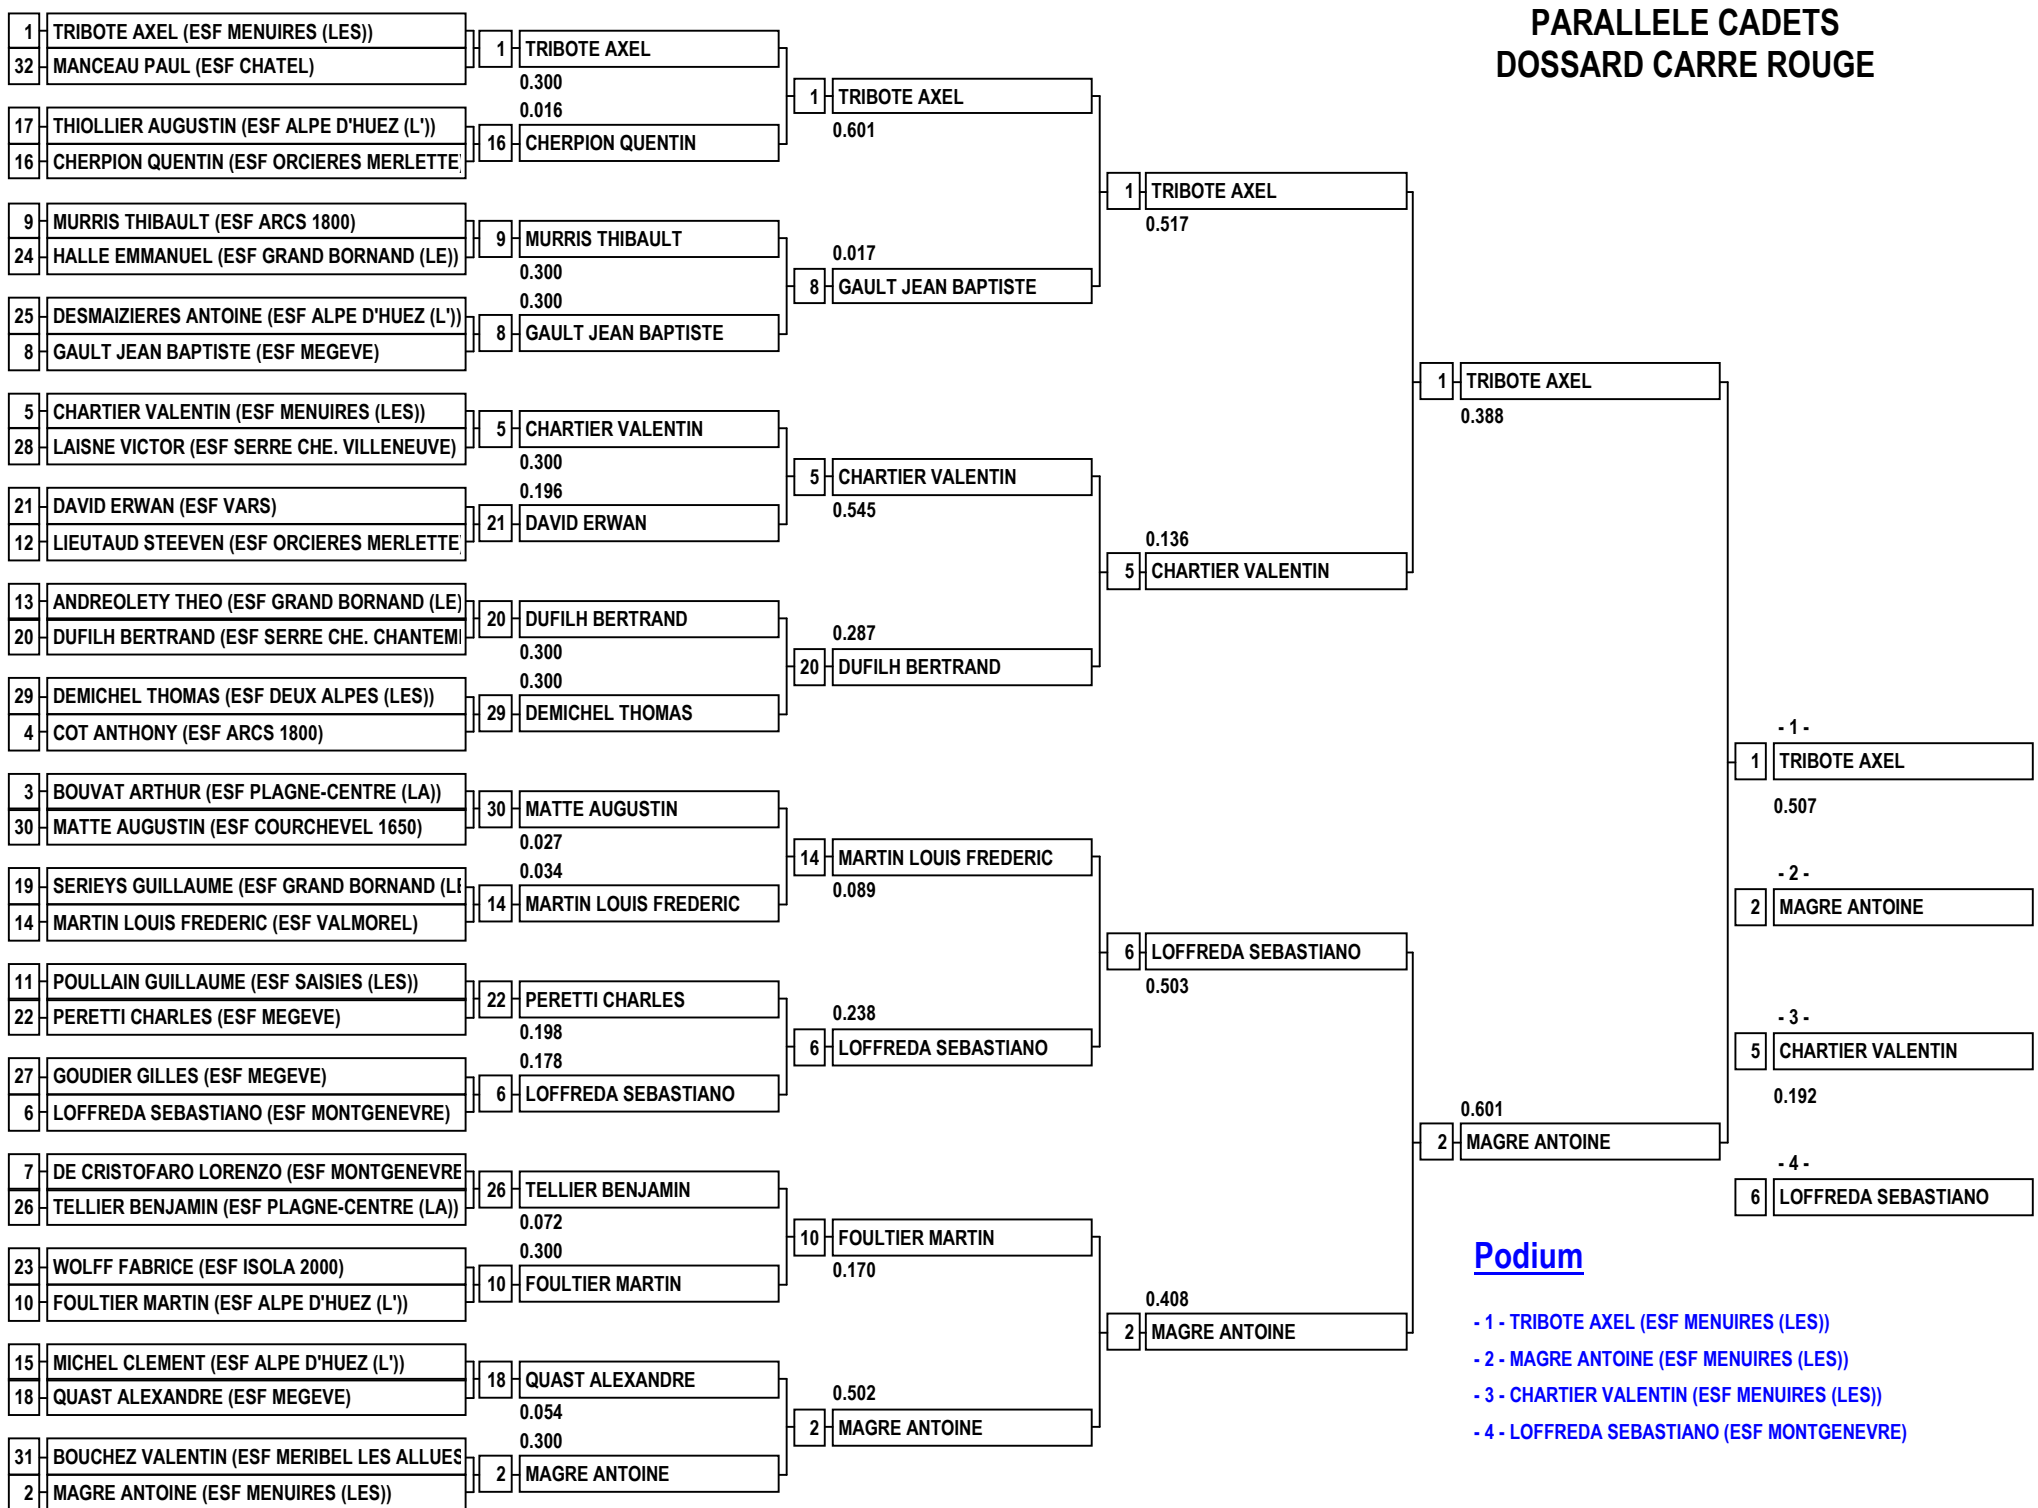 PARALLELE CADETS
DOSSARD CARRE ROUGE
1 TRIBOTE AXEL (ESF MENUIRES (LES))
32 MANCEAU PAUL (ESF CHATEL)
17 THIOLLIER AUGUSTIN (ESF ALPE D'HUEZ (L'))
16 CHERPION QUENTIN (ESF ORCIERES MERLETTE)
9 MURRIS THIBAULT (ESF ARCS 1800)
24 HALLE EMMANUEL (ESF GRAND BORNAND (LE))
25 DESMAIZIERES ANTOINE (ESF ALPE D'HUEZ (L'))
8 GAULT JEAN BAPTISTE (ESF MEGEVE)
5 CHARTIER VALENTIN (ESF MENUIRES (LES))
28 LAISNE VICTOR (ESF SERRE CHE. VILLENEUVE)
21 DAVID ERWAN (ESF VARS)
12 LIEUTAUD STEEVEN (ESF ORCIERES MERLETTE)
13 ANDREOLETY THEO (ESF GRAND BORNAND (LE)
20 DUFILH BERTRAND (ESF SERRE CHE. CHANTEM
29 DEMICHEL THOMAS (ESF DEUX ALPES (LES))
4 COT ANTHONY (ESF ARCS 1800)
3 BOUVAT ARTHUR (ESF PLAGNE-CENTRE (LA))
30 MATTE AUGUSTIN (ESF COURCHEVEL 1650)
19 SERIEYS GUILLAUME (ESF GRAND BORNAND (LE
14 MARTIN LOUIS FREDERIC (ESF VALMOREL)
11 POULLAIN GUILLAUME (ESF SAISIES (LES))
22 PERETTI CHARLES (ESF MEGEVE)
27 GOUDIER GILLES (ESF MEGEVE)
6 LOFFREDA SEBASTIANO (ESF MONTGENEVRE)
7 DE CRISTOFARO LORENZO (ESF MONTGENEVRE
26 TELLIER BENJAMIN (ESF PLAGNE-CENTRE (LA))
23 WOLFF FABRICE (ESF ISOLA 2000)
10 FOULTIER MARTIN (ESF ALPE D'HUEZ (L'))
15 MICHEL CLEMENT (ESF ALPE D'HUEZ (L'))
18 QUAST ALEXANDRE (ESF MEGEVE)
31 BOUCHEZ VALENTIN (ESF MERIBEL LES ALLUES
2 MAGRE ANTOINE (ESF MENUIRES (LES))
1 TRIBOTE AXEL
0.300
0.016
16 CHERPION QUENTIN
9 MURRIS THIBAULT
0.300
0.300
8 GAULT JEAN BAPTISTE
5 CHARTIER VALENTIN
0.300
0.196
21 DAVID ERWAN
20 DUFILH BERTRAND
0.300
0.300
29 DEMICHEL THOMAS
30 MATTE AUGUSTIN
0.027
0.034
14 MARTIN LOUIS FREDERIC
22 PERETTI CHARLES
0.198
0.178
6 LOFFREDA SEBASTIANO
26 TELLIER BENJAMIN
0.072
0.300
10 FOULTIER MARTIN
18 QUAST ALEXANDRE
0.054
0.300
2 MAGRE ANTOINE
1 TRIBOTE AXEL
0.601
0.017
8 GAULT JEAN BAPTISTE
5 CHARTIER VALENTIN
0.545
0.287
20 DUFILH BERTRAND
14 MARTIN LOUIS FREDERIC
0.089
0.238
6 LOFFREDA SEBASTIANO
10 FOULTIER MARTIN
0.170
0.502
2 MAGRE ANTOINE
1 TRIBOTE AXEL
0.517
0.136
5 CHARTIER VALENTIN
6 LOFFREDA SEBASTIANO
0.503
0.408
2 MAGRE ANTOINE
1 TRIBOTE AXEL
0.388
0.601
2 MAGRE ANTOINE
- 1 -
1 TRIBOTE AXEL
0.507
- 2 -
2 MAGRE ANTOINE
- 3 -
5 CHARTIER VALENTIN
0.192
- 4 -
6 LOFFREDA SEBASTIANO
Podium
- 1 - TRIBOTE AXEL (ESF MENUIRES (LES))
- 2 - MAGRE ANTOINE (ESF MENUIRES (LES))
- 3 - CHARTIER VALENTIN (ESF MENUIRES (LES))
- 4 - LOFFREDA SEBASTIANO (ESF MONTGENEVRE)